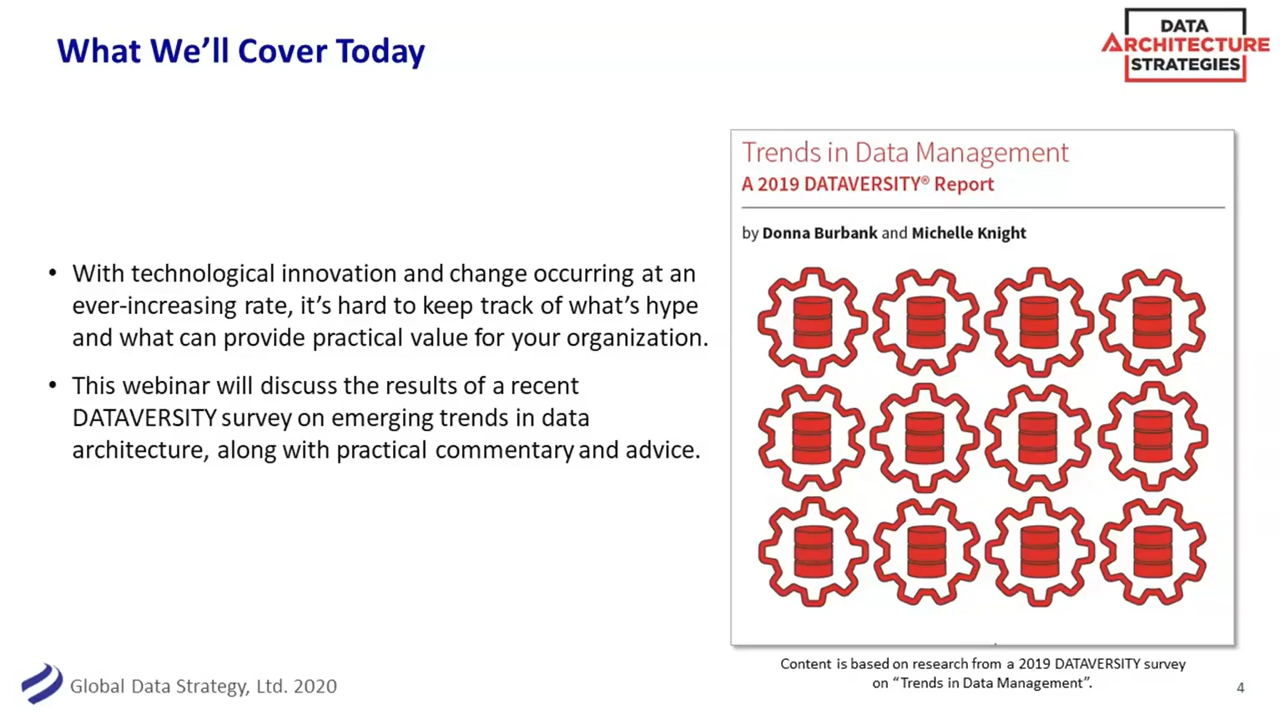 What We’ll Cover Today
DATA
ARCHITECTURE
STRATEGIES
• With technological innovation and change occurring at an
ever-increasing rate, it’s hard to keep track of what’s hype
and what can provide practical value for your organization.
• This webinar will discuss the results of a recent
DATAVERSITY survey on emerging trends in data
architecture, along with practical commentary and advice.
Trends in Data Management
A 2019 DATAVERSITY® Report
by Donna Burbank and Michelle Knight
Content is based on research from a 2019 DATAVERSITY survey
on “Trends in Data Management”.
Global Data Strategy, Ltd. 2020
4